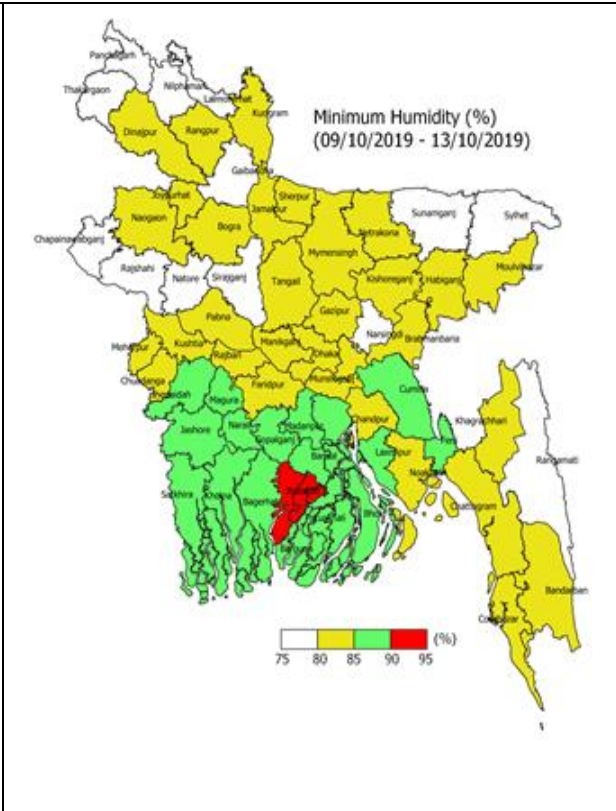 Panchagarh
Thakurgaon
Nilphamari
Lalmonirhat
Kurigram
Minimum Humidity (%)
(09/10/2019 - 13/10/2019)
Dinajpur
Rangpur
Gaibandha
Joypurhat
Sherpur
Naogaon
Jamalpur
Netrakona
Sunamganj
Sylhet
Bogra
Mymensingh
Chapainawabganj
Moulvibazar
Rajshahi
Natore
Sirajganj
Tangail
Kishoreganj
Habiganj
Gazipur
Pabna
Narsingdi
Meherpur
Kushtia
Manikganj
Brahmanbaria
Rajbari
Dhaka
Chuadanga
Faridpur
Munshiganj
Jhenaidah
Magura
Cumilla
Chandpur
Khagrachhari
Jashore
Narail
Madaripur
Gopalganj
Feni
Rangamati
Barisal
Lakshmipur
Noakhali
Satkhira
Khulna
Bagerhat
Chattogram
Bhola
Barguna
Bandarban
Cox's Bazar
(%)
75 80 85 90 95